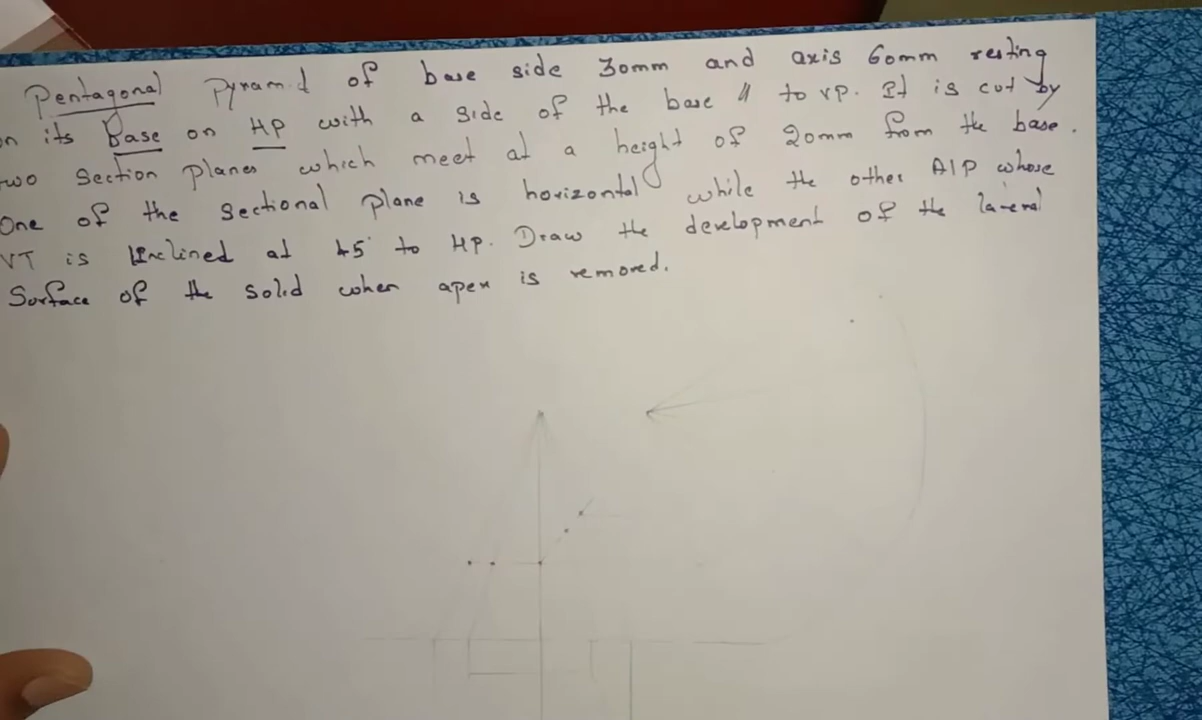 Pentagonal Pyramid of base side 30mm and axis 60mm resting
on its Base on HP with a side of the base || to VP. It is cut by
two Section Planes which meet at a height of 20mm from the base.
One of the sectional plane is horizontal while the other AIP whose
VT is Inclined at 45° to HP. Draw the development of the lateral
Surface of the solid when apex is removed.